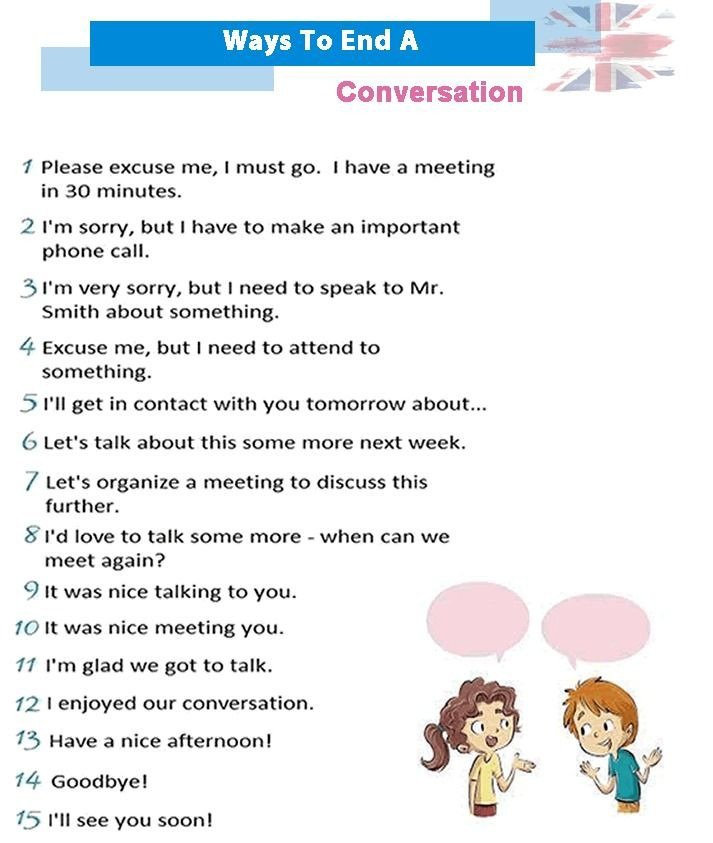 Ways To End A
Conversation
1 Please excuse me, I must go.  I have a meeting
in 30 minutes.
2 I'm sorry, but I have to make an important
phone call.
3 I'm very sorry, but I need to speak to Mr.
Smith about something.
4 Excuse me, but I need to attend to
something.
5 I'll get in contact with you tomorrow about...
6 Let's talk about this some more next week.
7 Let's organize a meeting to discuss this
further.
8 I'd love to talk some more - when can we
meet again?
9 It was nice talking to you.
10 It was nice meeting you.
11 I'm glad we got to talk.
12 I enjoyed our conversation.
13 Have a nice afternoon!
14 Goodbye!
15 I'll see you soon!